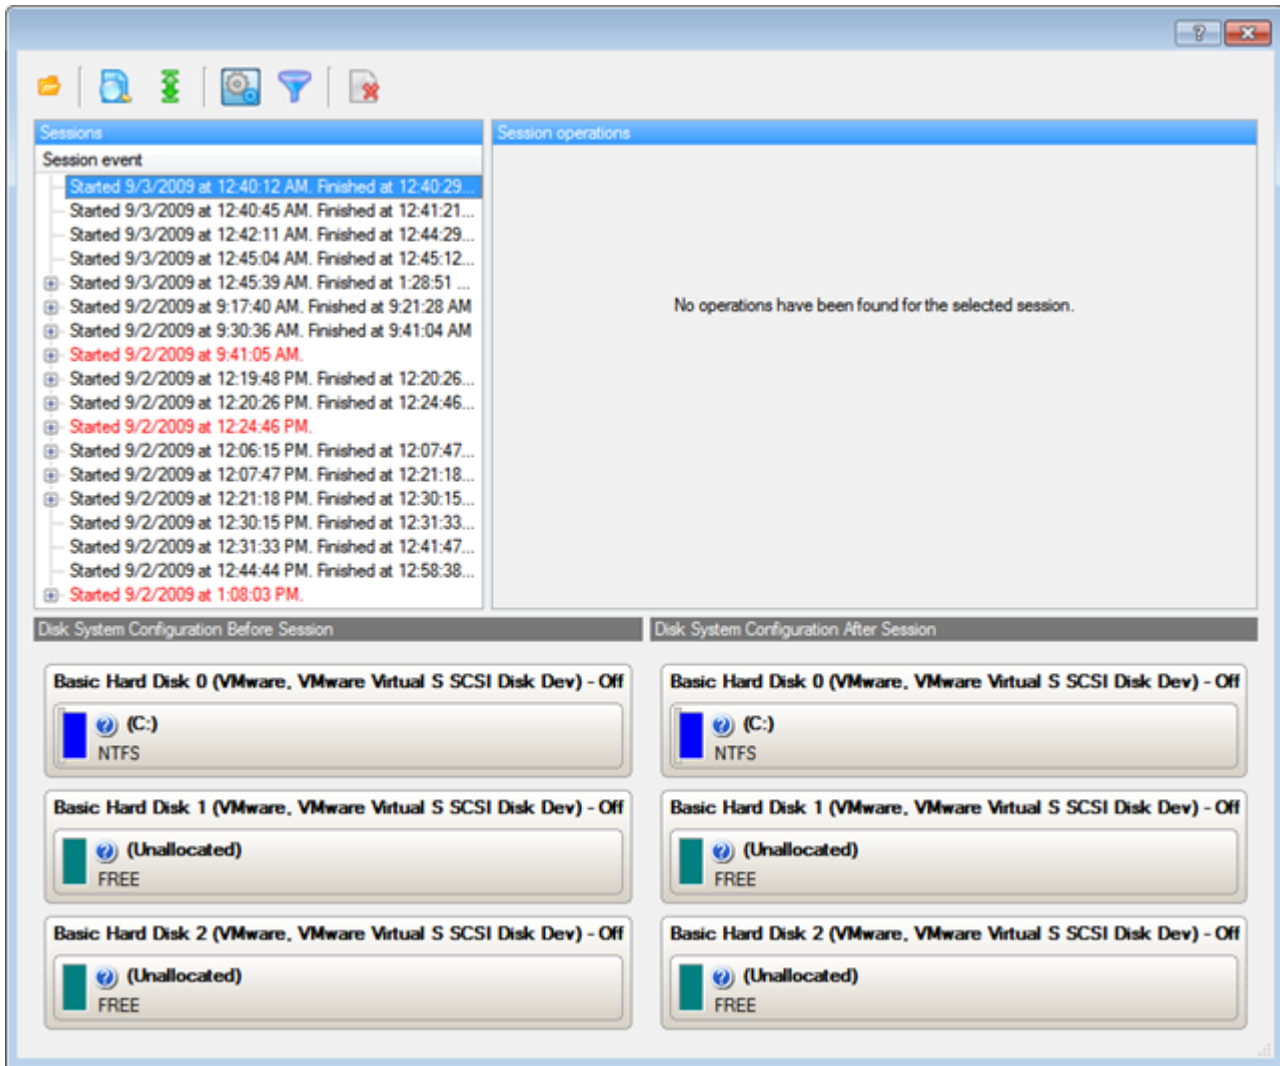 Sessions
Session operations
Session event
Started 9/3/2009 at 12:40:12 AM. Finished at 12:40:29...
Started 9/3/2009 at 12:40:45 AM. Finished at 12:41:21...
Started 9/3/2009 at 12:42:11 AM. Finished at 12:44:29...
Started 9/3/2009 at 12:45:04 AM. Finished at 12:45:12...
Started 9/3/2009 at 12:45:39 AM. Finished at 1:28:51 ...
Started 9/2/2009 at 9:17:40 AM. Finished at 9:21:28 AM
Started 9/2/2009 at 9:30:36 AM. Finished at 9:41:04 AM
Started 9/2/2009 at 9:41:05 AM.
Started 9/2/2009 at 12:19:48 PM. Finished at 12:20:26...
Started 9/2/2009 at 12:20:26 PM. Finished at 12:24:46...
Started 9/2/2009 at 12:24:46 PM.
Started 9/2/2009 at 12:06:15 PM. Finished at 12:07:47...
Started 9/2/2009 at 12:07:47 PM. Finished at 12:21:18...
Started 9/2/2009 at 12:21:18 PM. Finished at 12:30:15...
Started 9/2/2009 at 12:30:15 PM. Finished at 12:31:33...
Started 9/2/2009 at 12:31:33 PM. Finished at 12:41:47...
Started 9/2/2009 at 12:44:44 PM. Finished at 12:58:38...
Started 9/2/2009 at 1:08:03 PM.
No operations have been found for the selected session.
Disk System Configuration Before Session
Basic Hard Disk 0 (VMware, VMware Virtual S SCSI Disk Dev) - Off
(C:)
NTFS
Basic Hard Disk 1 (VMware, VMware Virtual S SCSI Disk Dev) - Off
(Unallocated)
FREE
Basic Hard Disk 2 (VMware, VMware Virtual S SCSI Disk Dev) - Off
(Unallocated)
FREE
Disk System Configuration After Session
Basic Hard Disk 0 (VMware, VMware Virtual S SCSI Disk Dev) - Off
(C:)
NTFS
Basic Hard Disk 1 (VMware, VMware Virtual S SCSI Disk Dev) - Off
(Unallocated)
FREE
Basic Hard Disk 2 (VMware, VMware Virtual S SCSI Disk Dev) - Off
(Unallocated)
FREE